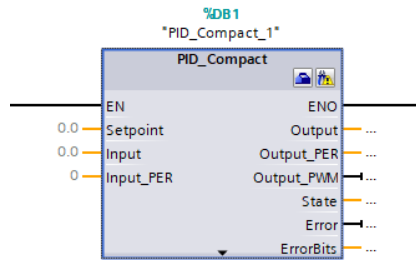 %DB1
"PID_Compact_1"
PID_Compact
EN ENO
0.0 Setpoint Output ...
0.0 Input Output_PER ...
0 Input_PER Output_PWM ...
State ...
Error ...
ErrorBits ...